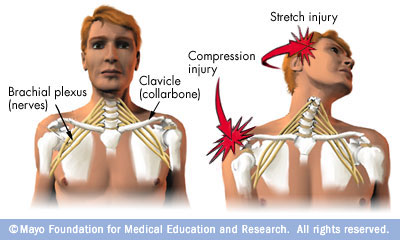 Stretch injury
Compression
injury
Brachial plexus
(nerves)
Clavicle
(collarbone)
© Mayo Foundation for Medical Education and Research. All rights reserved.